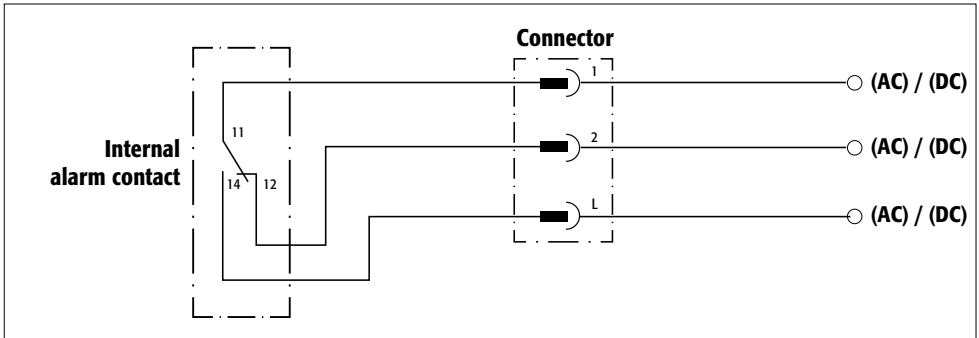 Connector
1
(AC) / (DC)
11
2
Internal
alarm contact
(AC) / (DC)
14
12
L
(AC) / (DC)